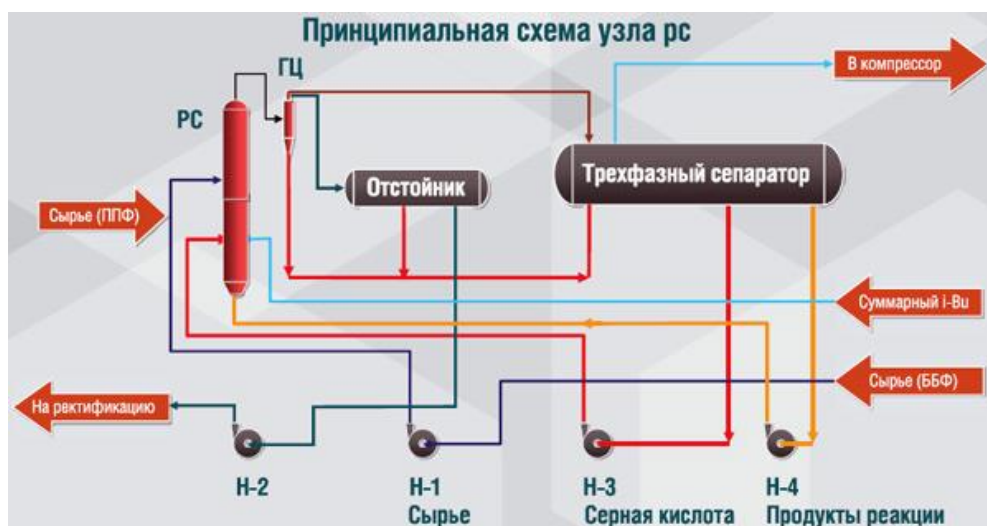 Принципиальная схема узла рс
ГЦ
В компрессор
РС
Отстойник
Трехфазный сепаратор
Сырье (ППФ)
Суммарный i-Bu
Сырье (ББФ)
На ректификацию
Н-2
Н-1
Сырье
Н-3
Серная кислота
Н-4
Продукты реакции